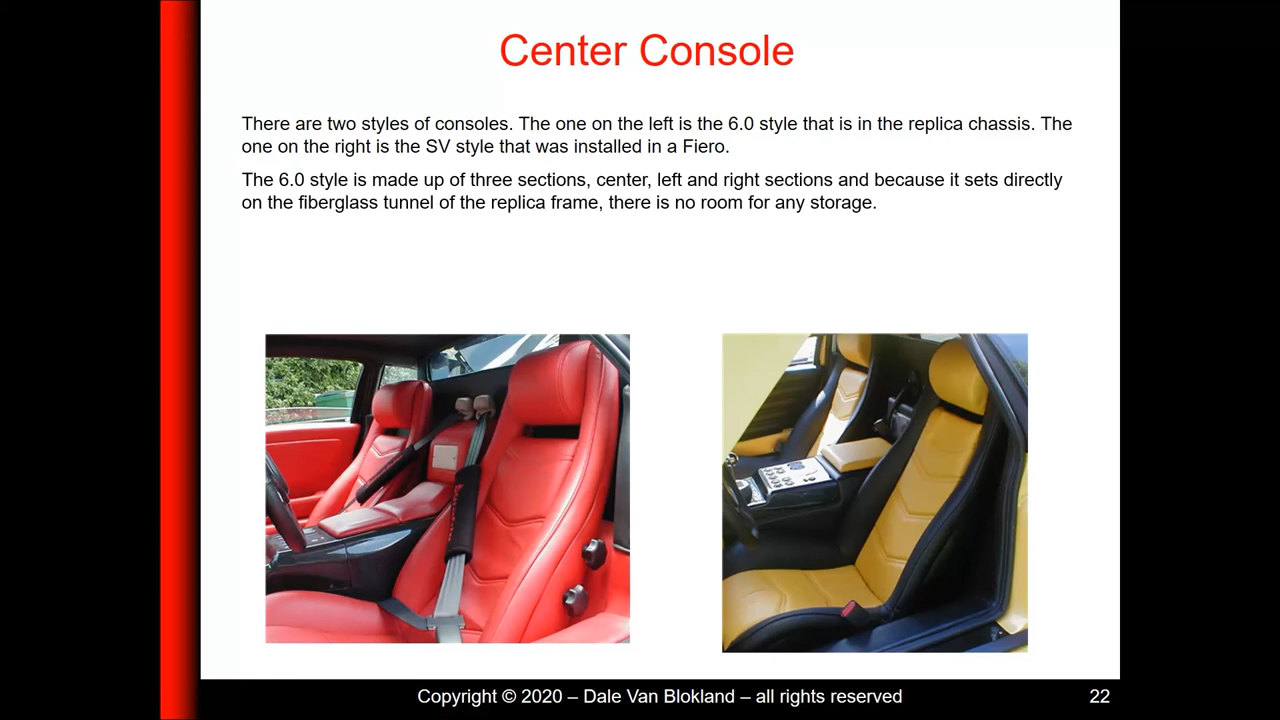 Center Console
There are two styles of consoles. The one on the left is the 6.0 style that is in the replica chassis. The
one on the right is the SV style that was installed in a Fiero.
The 6.0 style is made up of three sections, center, left and right sections and because it sets directly
on the fiberglass tunnel of the replica frame, there is no room for any storage.
Copyright © 2020 – Dale Van Blokland – all rights reserved
22